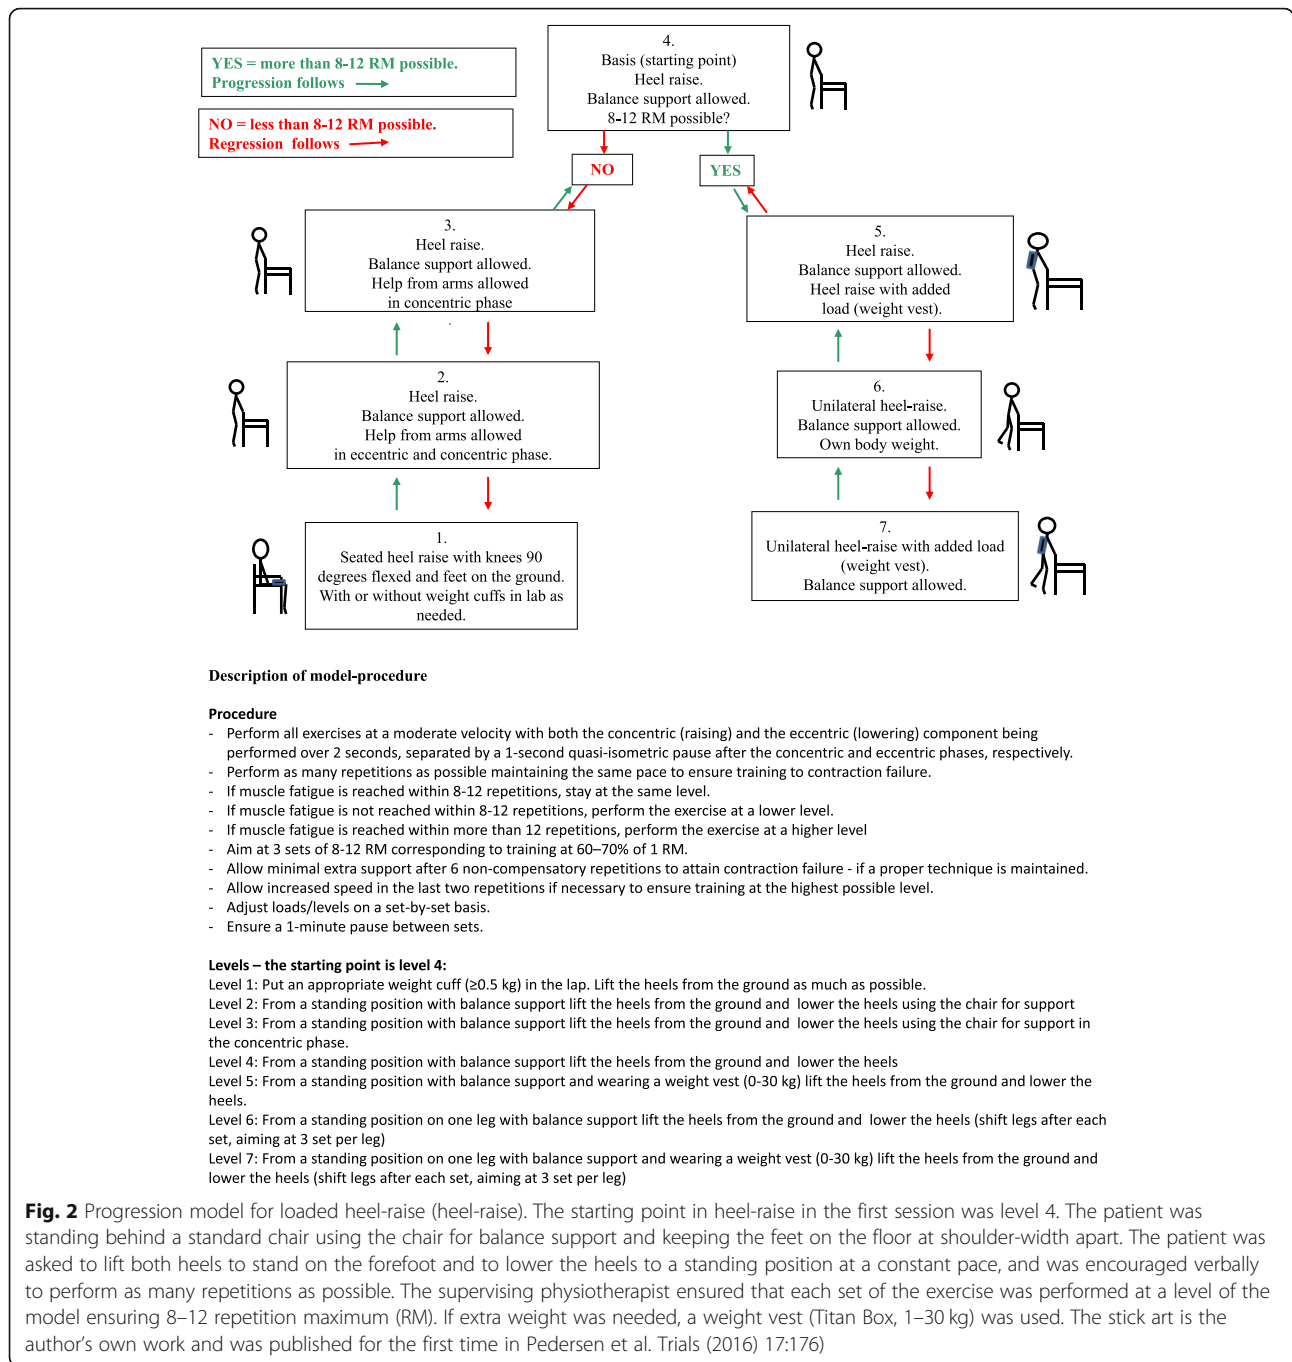 YES = more than 8-12 RM possible.
Progression follows
NO = less than 8-12 RM possible.
Regression follows
4.
Basis (starting point)
Heel raise.
Balance support allowed.
8-12 RM possible?
NO
YES
3.
Heel raise.
Balance support allowed.
Help from arms allowed
in concentric phase
.
5.
Heel raise.
Balance support allowed.
Heel raise with added
load (weight vest).
2.
Heel raise.
Balance support allowed.
Help from arms allowed
in eccentric and concentric phase.
6.
Unilateral heel-raise.
Balance support allowed.
Own body weight.
1.
Seated heel raise with knees 90
degrees flexed and feet on the ground.
With or without weight cuffs in lab as
needed.
7.
Unilateral heel-raise with added load
(weight vest).
Balance support allowed.
Description of model-procedure
Procedure
- Perform all exercises at a moderate velocity with both the concentric (raising) and the eccentric (lowering) component being
performed over 2 seconds, separated by a 1-second quasi-isometric pause after the concentric and eccentric phases, respectively.
- Perform as many repetitions as possible maintaining the same pace to ensure training to contraction failure.
- If muscle fatigue is reached within 8-12 repetitions, stay at the same level.
- If muscle fatigue is not reached within 8-12 repetitions, perform the exercise at a lower level.
- If muscle fatigue is reached within more than 12 repetitions, perform the exercise at a higher level
- Aim at 3 sets of 8-12 RM corresponding to training at 60–70% of 1 RM.
- Allow minimal extra support after 6 non-compensatory repetitions to attain contraction failure - if a proper technique is maintained.
- Allow increased speed in the last two repetitions if necessary to ensure training at the highest possible level.
- Adjust loads/levels on a set-by-set basis.
- Ensure a 1-minute pause between sets.
Levels – the starting point is level 4:
Level 1: Put an appropriate weight cuff (≥0.5 kg) in the lap. Lift the heels from the ground as much as possible.
Level 2: From a standing position with balance support lift the heels from the ground and lower the heels using the chair for support
Level 3: From a standing position with balance support lift the heels from the ground and lower the heels using the chair for support in
the concentric phase.
Level 4: From a standing position with balance support lift the heels from the ground and lower the heels
Level 5: From a standing position with balance support and wearing a weight vest (0-30 kg) lift the heels from the ground and lower the
heels.
Level 6: From a standing position on one leg with balance support lift the heels from the ground and lower the heels (shift legs after each
set, aiming at 3 set per leg)
Level 7: From a standing position on one leg with balance support and wearing a weight vest (0-30 kg) lift the heels from the ground and
lower the heels (shift legs after each set, aiming at 3 set per leg)
Fig. 2 Progression model for loaded heel-raise (heel-raise). The starting point in heel-raise in the first session was level 4. The patient was
standing behind a standard chair using the chair for balance support and keeping the feet on the floor at shoulder-width apart. The patient was
asked to lift both heels to stand on the forefoot and to lower the heels to a standing position at a constant pace, and was encouraged verbally
to perform as many repetitions as possible. The supervising physiotherapist ensured that each set of the exercise was performed at a level of the
model ensuring 8–12 repetition maximum (RM). If extra weight was needed, a weight vest (Titan Box, 1–30 kg) was used. The stick art is the
author's own work and was published for the first time in Pedersen et al. Trials (2016) 17:176)